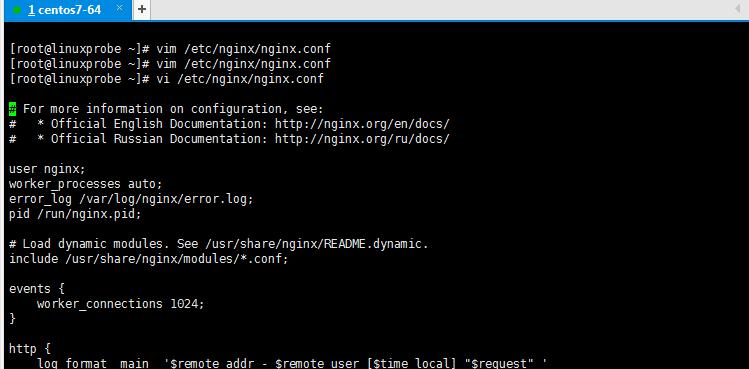 1 centos7-64 × +
[root@linuxprobe ~]# vim /etc/nginx/nginx.conf
[root@linuxprobe ~]# vim /etc/nginx/nginx.conf
[root@linuxprobe ~]# vi /etc/nginx/nginx.conf
# For more information on configuration, see:
#   * Official English Documentation: http://nginx.org/en/docs/
#   * Official Russian Documentation: http://nginx.org/ru/docs/
user nginx;
worker_processes auto;
error_log /var/log/nginx/error.log;
pid /run/nginx.pid;
# Load dynamic modules. See /usr/share/nginx/README.dynamic.
include /usr/share/nginx/modules/*.conf;
events {
    worker_connections 1024;
}
http {
    log_format  main  '$remote_addr - $remote_user [$time_local] "$request" '